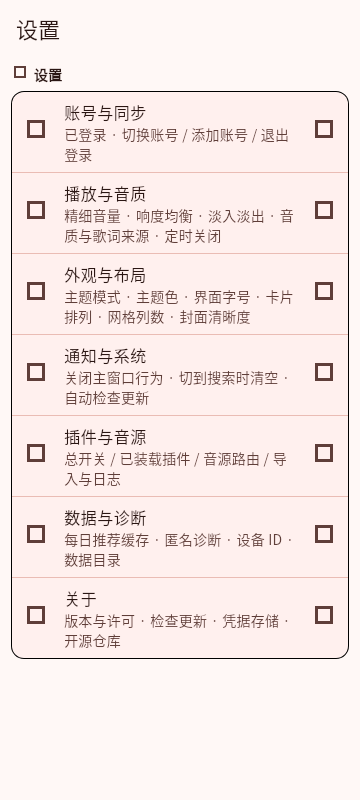 设置
设置
账号与同步
已登录 · 切换账号 / 添加账号 / 退出
登录
播放与音质
精细音量 · 响度均衡 · 淡入淡出 · 音
质与歌词来源 · 定时关闭
外观与布局
主题模式 · 主题色 · 界面字号 · 卡片
排列 · 网格列数 · 封面清晰度
通知与系统
关闭主窗口行为 · 切到搜索时清空 ·
自动检查更新
插件与音源
总开关 / 已装载插件 / 音源路由 / 导
入与日志
数据与诊断
每日推荐缓存 · 匿名诊断 · 设备 ID ·
数据目录
关于
版本与许可 · 检查更新 · 凭据存储 ·
开源仓库